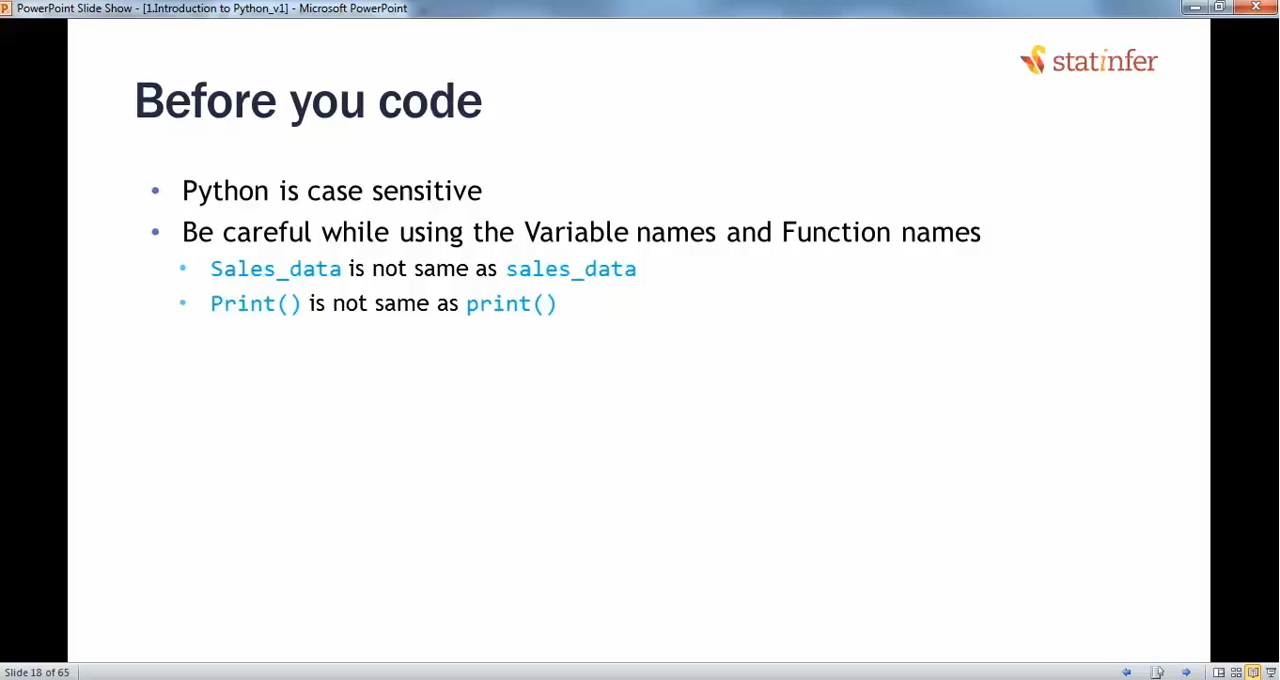 PowerPoint Slide Show - [1.Introduction to Python_v1] - Microsoft PowerPoint
statinfer
Before you code
• Python is case sensitive
• Be careful while using the Variable names and Function names
• Sales_data is not same as sales_data
• Print() is not same as print()
Slide 18 of 65